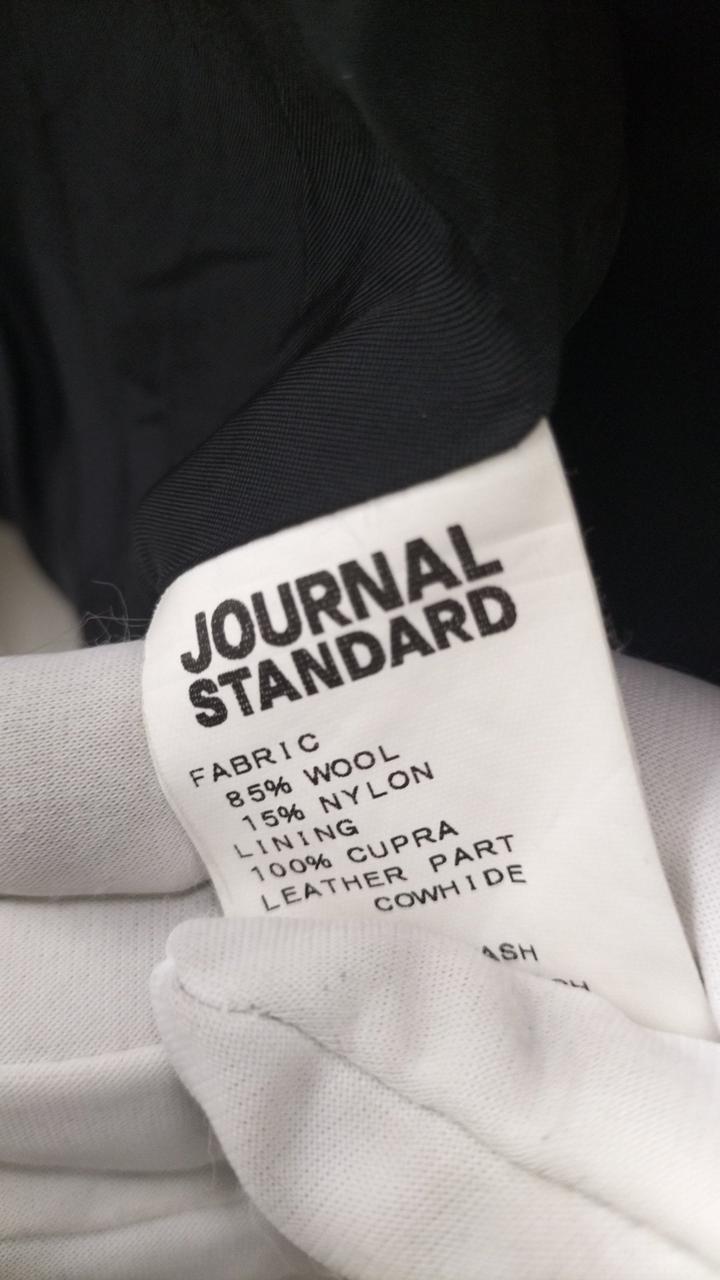 JOURNAL
STANDARD
FABRIC
85% WOOL
15% NYLON
LINING
100% CUPRA
LEATHER PART
COWHIDE